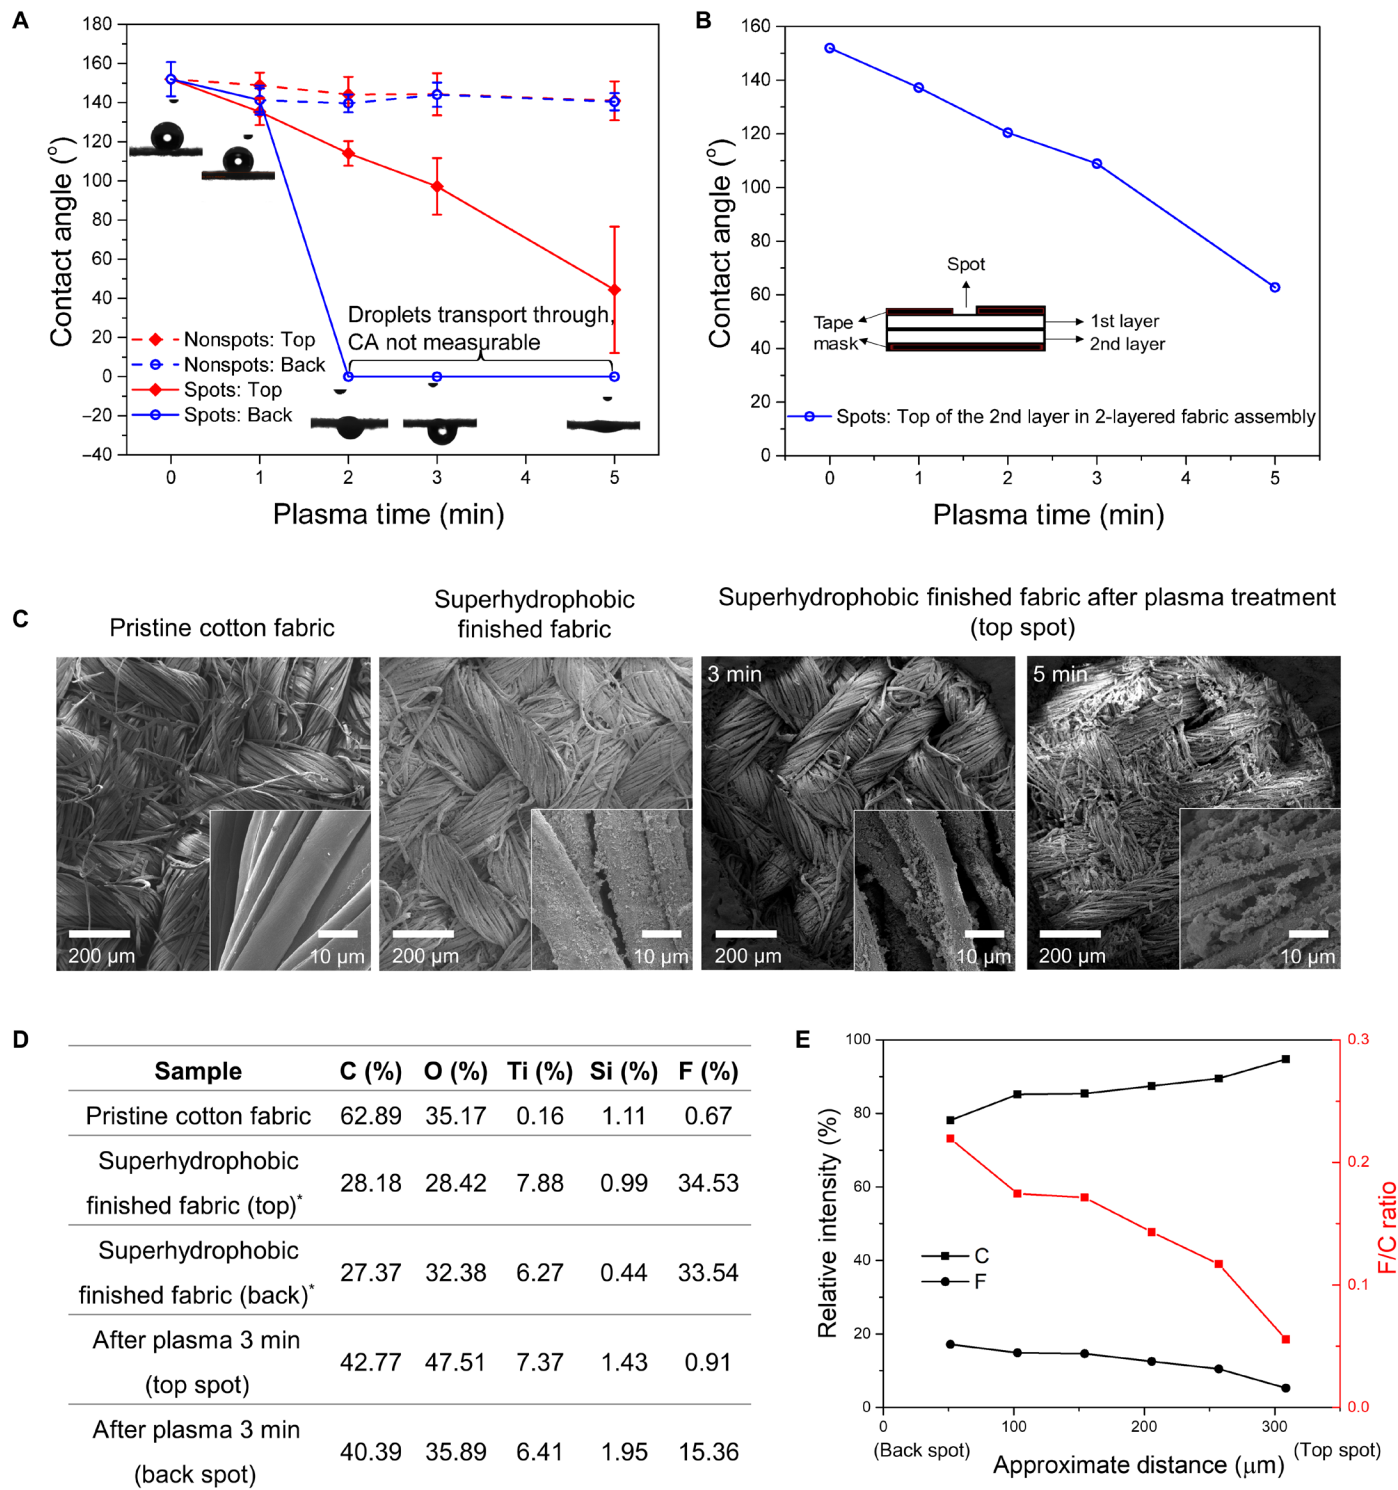 A
180
160
140
120
100
80
60
40
20
0
−20
−40
Contact angle (°)
Droplets transport through,
CA not measurable
Nonspots: Top
Nonspots: Back
Spots: Top
Spots: Back
0 1 2 3 4 5
Plasma time (min)
B
160
140
120
100
80
60
40
20
0
Contact angle (°)
Spot
Tape
mask
1st layer
2nd layer
Spots: Top of the 2nd layer in 2-layered fabric assembly
0 1 2 3 4 5
Plasma time (min)
C
Pristine cotton fabric
Superhydrophobic
finished fabric
Superhydrophobic finished fabric after plasma treatment
(top spot)
3 min
5 min
200 μm
10 μm
200 μm
10 μm
200 μm
10 μm
200 μm
10 μm
D
Sample C (%) O (%) Ti (%) Si (%) F (%)
Pristine cotton fabric 62.89 35.17 0.16 1.11 0.67
Superhydrophobic
finished fabric (top)* 28.18 28.42 7.88 0.99 34.53
Superhydrophobic
finished fabric (back)* 27.37 32.38 6.27 0.44 33.54
After plasma 3 min
(top spot) 42.77 47.51 7.37 1.43 0.91
After plasma 3 min
(back spot) 40.39 35.89 6.41 1.95 15.36
E
100
80
60
40
20
0
Relative intensity (%)
C
F
0.3
0.2
0.1
0.0
F/C ratio
0 100 200 300
(Back spot) (Top spot)
Approximate distance (μm)